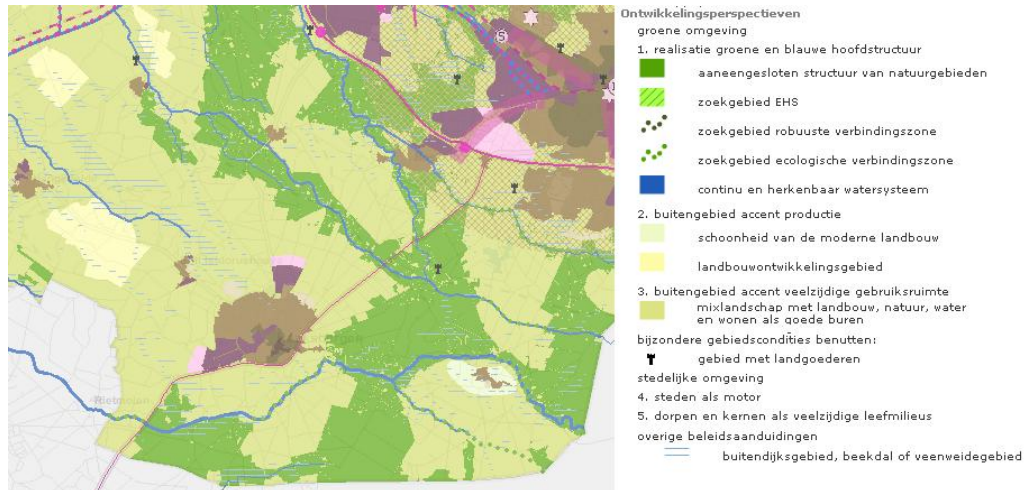 Ontwikkelingsperspectieven
groene omgeving
1. realisatie groene en blauwe hoofdstructuur
aaneengesloten structuur van natuurgebieden
zoekgebied EHS
zoekgebied robuuste verbindingszone
zoekgebied ecologische verbindingszone
continu en herkenbaar watersysteem
2. buitengebied accent productie
schoonheid van de moderne landbouw
landbouwontwikkelingsgebied
3. buitengebied accent veelzijdige gebruiksruimte
mixlandschap met landbouw, natuur, water
en wonen als goede buren
bijzondere gebiedscondities benutten:
gebied met landgoederen
stedelijke omgeving
4. steden als motor
5. dorpen en kernen als veelzijdige leefmilieus
overige beleidsaanduidingen
buitendijksgebied, beekdal of veenweidegebied
5